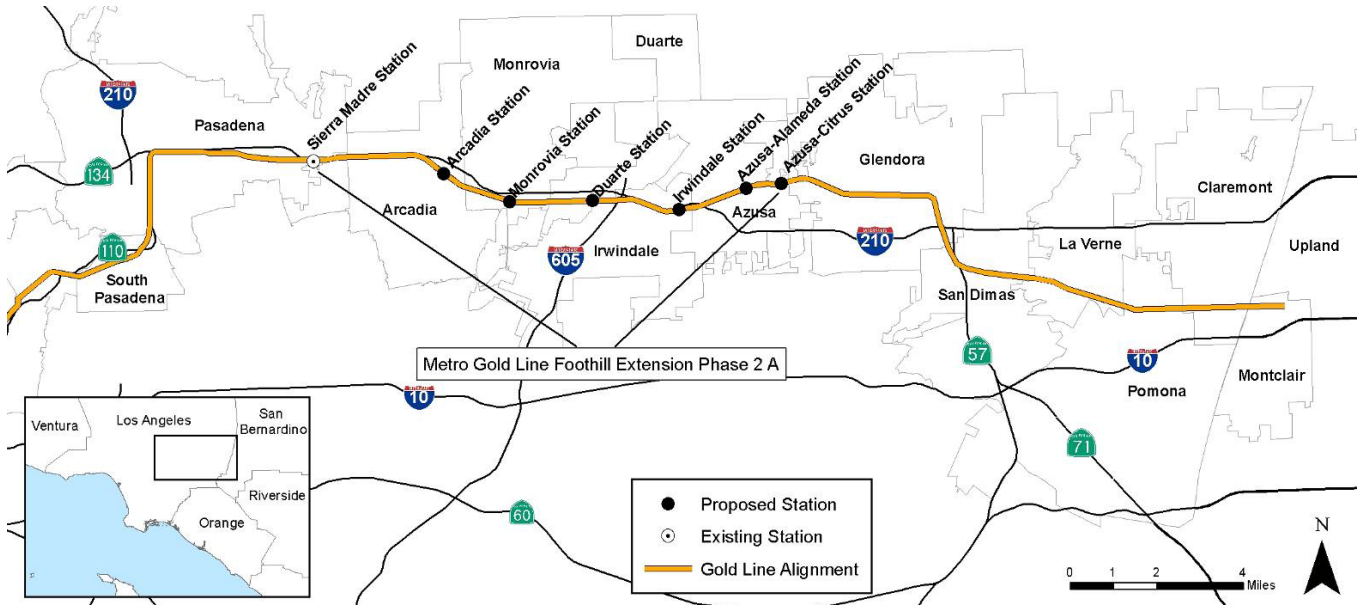 Duarte
Monrovia
210
Pasadena
Sierra Madre Station
Arcadia Station
Monrovia Station
Duarte Station
Irwindale Station
Azusa-Alameda Station
Azusa-Citrus Station
Glendora
134
Claremont
Arcadia
Azusa
110
605
Irwindale
210
La Verne
Upland
South
Pasadena
San Dimas
Metro Gold Line Foothill Extension Phase 2 A
57
10
10
Pomona
Montclair
Ventura
Los Angeles
San
Bernardino
Riverside
Orange
71
60
Proposed Station
Existing Station
Gold Line Alignment
N
0 1 2 4
Miles